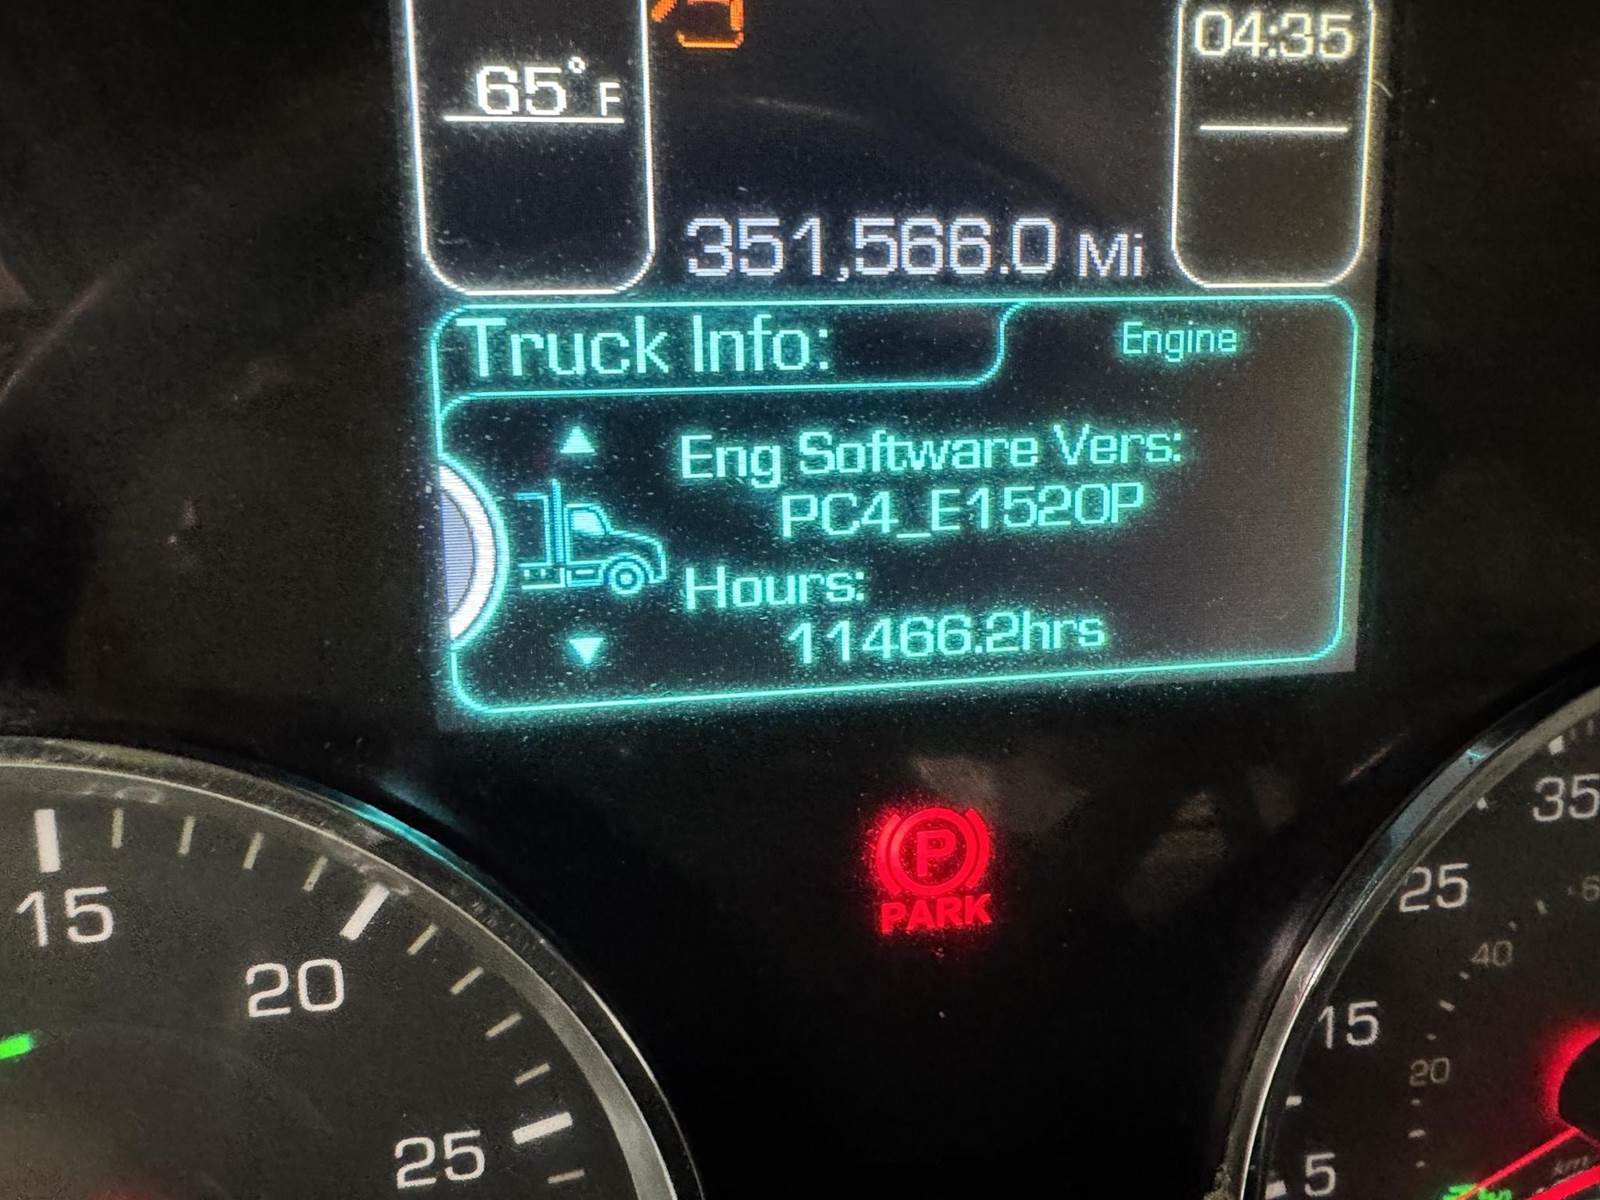 65°F
04:35
351,566.0 Mi
Truck Info:
Engine
Eng Software Vers:
PC4_E1520P
Hours:
11466.2hrs
P
PARK
15
20
25
35
25
15
5
40
20